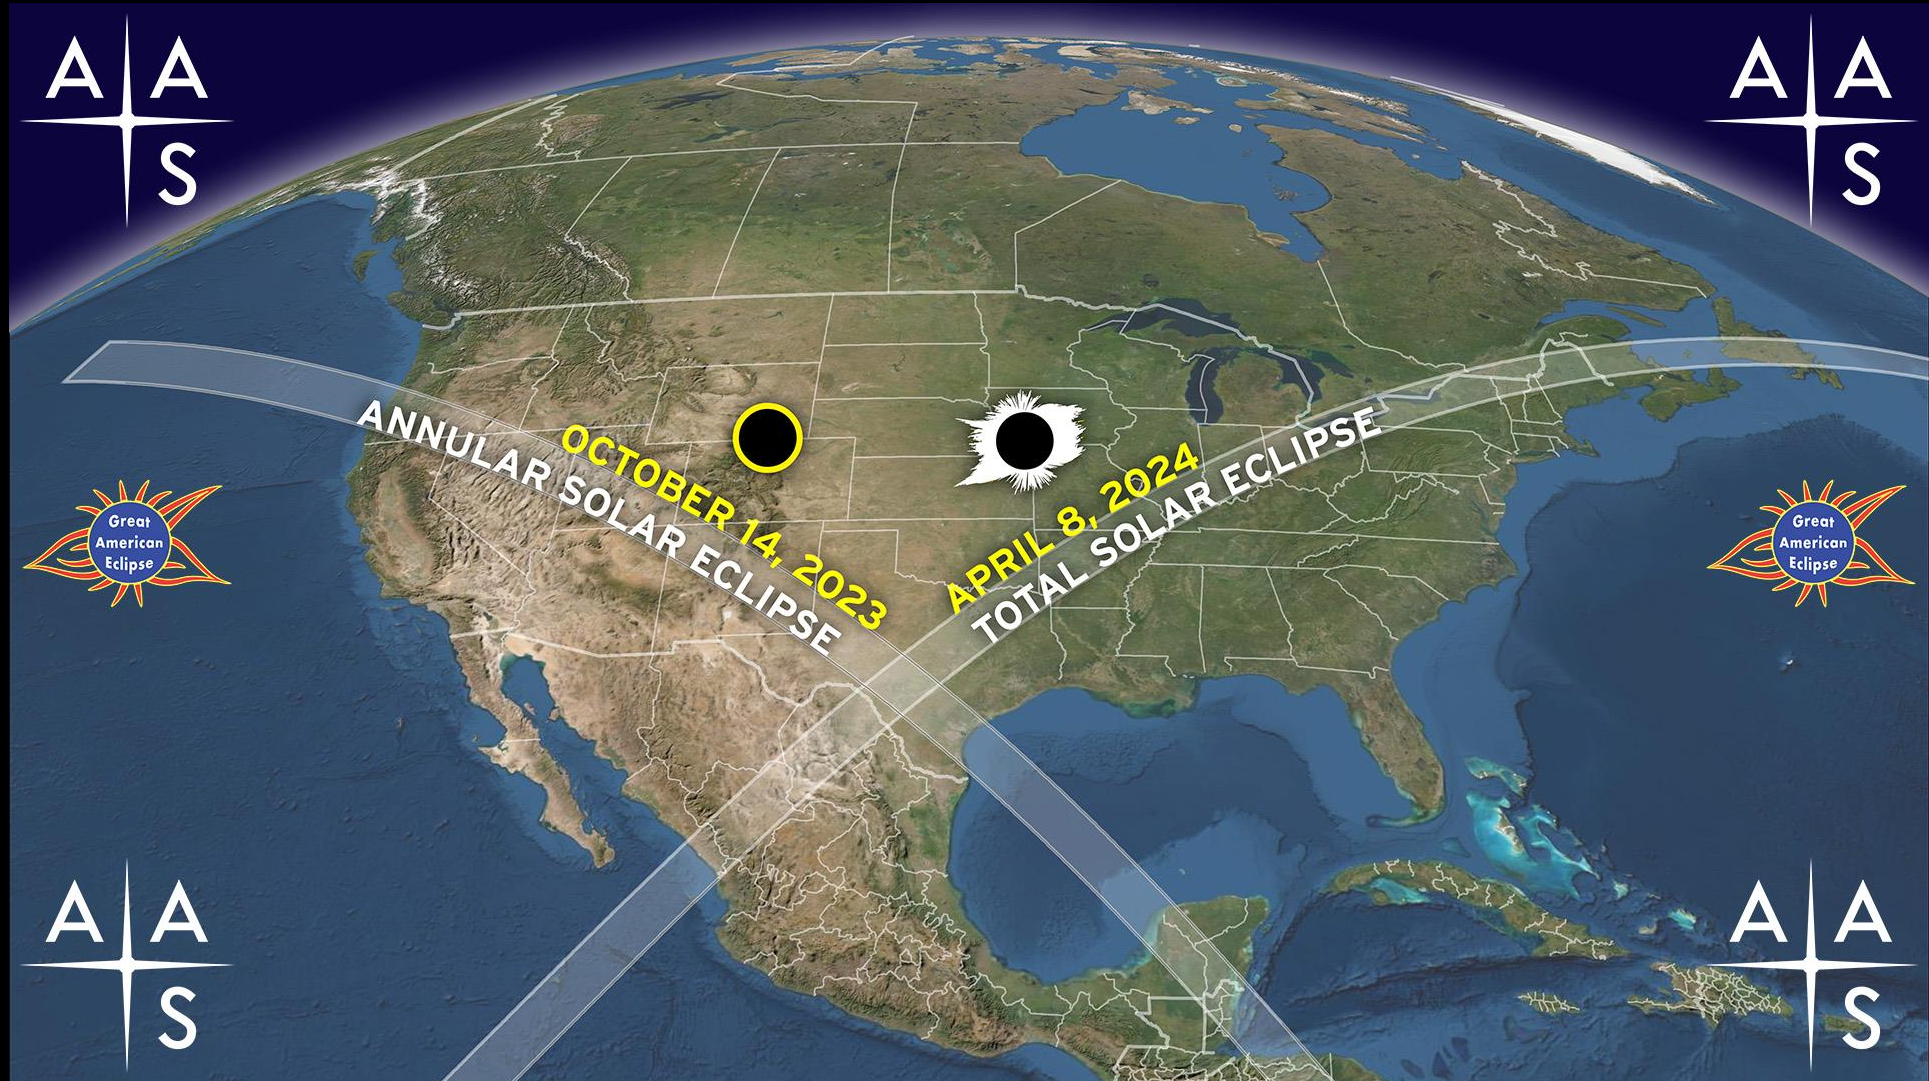 A A
S
A A
S
OCTOBER 14, 2023
ANNULAR SOLAR ECLIPSE
APRIL 8, 2024
TOTAL SOLAR ECLIPSE
Great
American
Eclipse
Great
American
Eclipse
A A
S
A A
S